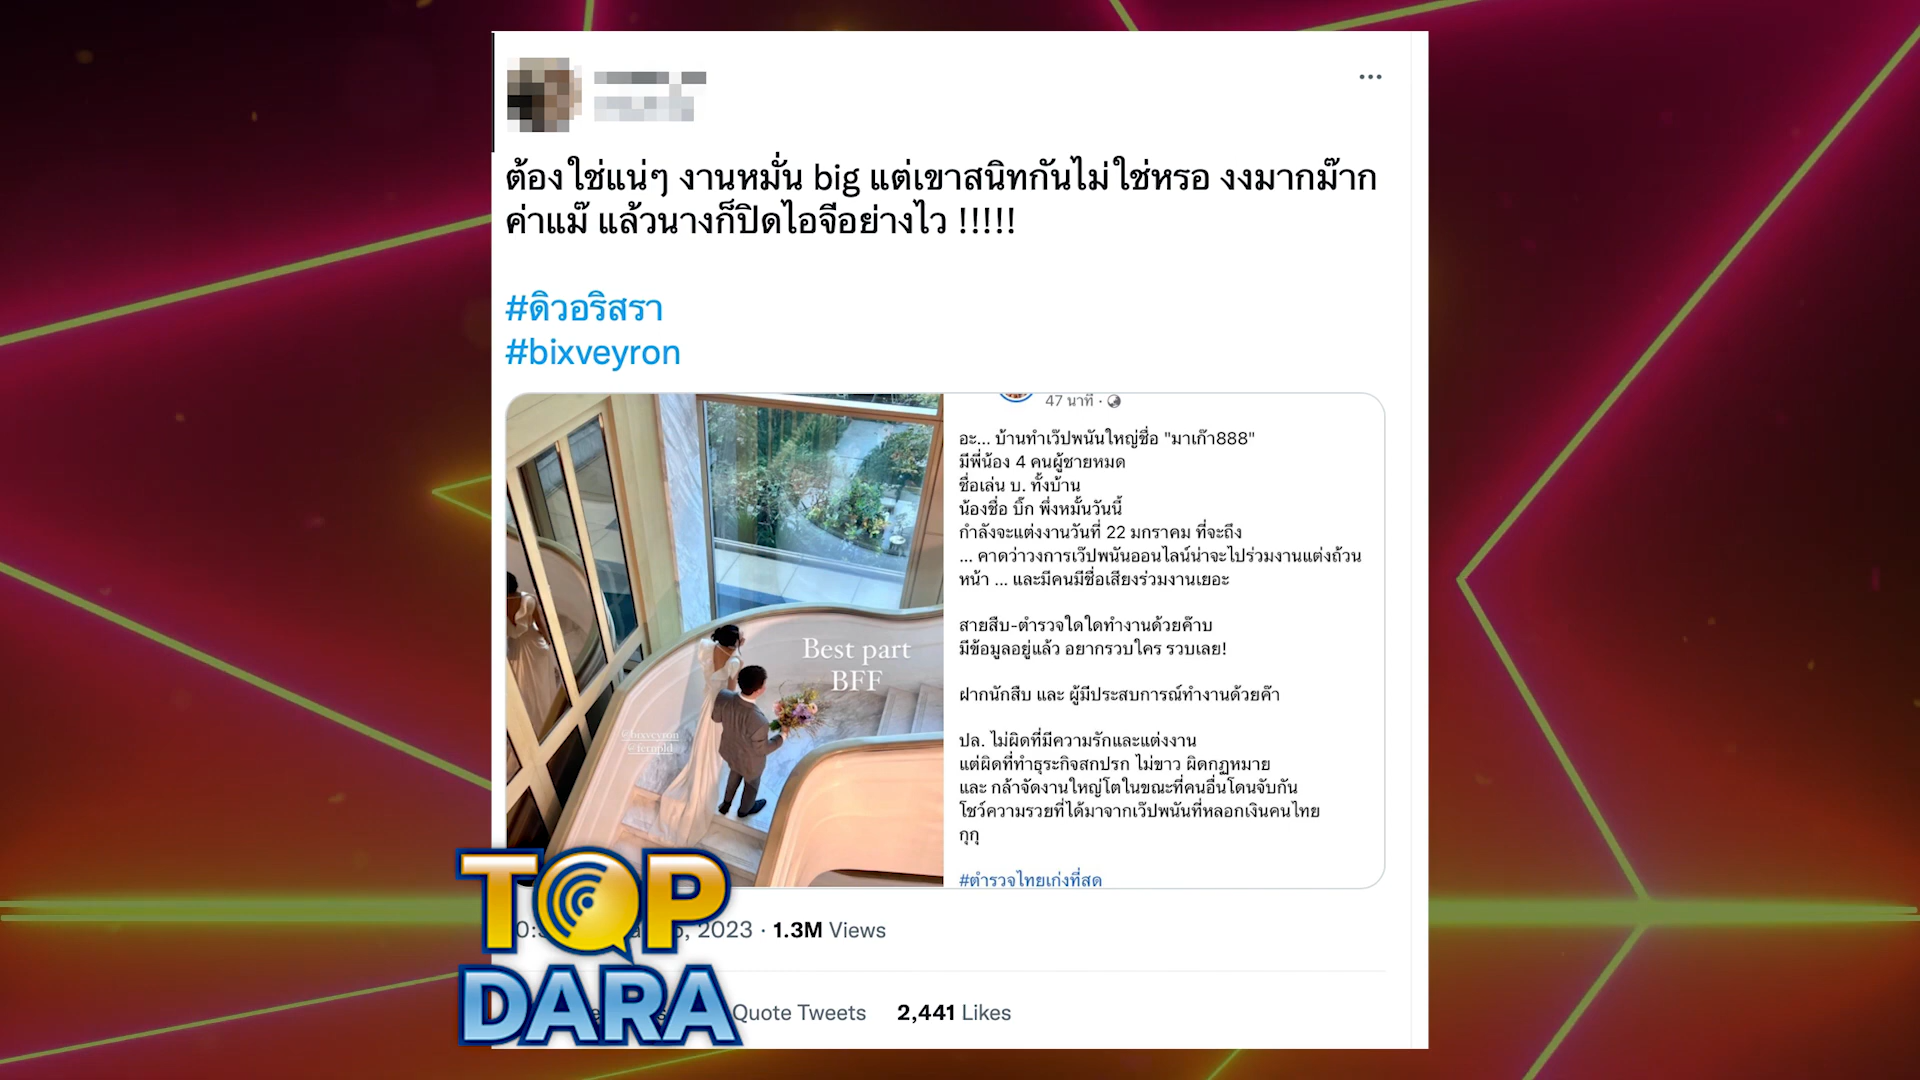 ต้องใช่แน่ๆ งานหมั่น big แต่เขาสนิทกันไม่ใช่หรอ งงมากม๊าก
ค่าแม๊ แล้วนางก็ปิดไอจีอย่างไว !!!!!
#ดิวอริสรา
#bixveyron
Best part
BFF
@bixveyron
@fernpld
47 นาที ·
อะ... บ้านทำเว๊ปพนันใหญ่ชื่อ "มาเก๊า888"
มีพี่น้อง 4 คนผู้ชายหมด
ชื่อเล่น บ. ทั้งบ้าน
น้องชื่อ บิ๊ก พึ่งหมั้นวันนี้
กำลังจะแต่งงานวันที่ 22 มกราคม ที่จะถึง
... คาดว่าวงการเว๊ปพนันออนไลน์น่าจะไปร่วมงานแต่งถ้วน
หน้า ... และมีคนมีชื่อเสียงร่วมงานเยอะ
สายสืบ-ตำรวจใดใดทำงานด้วยค๊าบ
มีข้อมูลอยู่แล้ว อยากรวบใคร รวบเลย!
ฝากนักสืบ และ ผู้มีประสบการณ์ทำงานด้วยค๊า
ปล. ไม่ผิดที่มีความรักและแต่งงาน
แต่ผิดที่ทำธุระกิจสกปรก ไม่ขาว ผิดกฏหมาย
และ กล้าจัดงานใหญ่โตในขณะที่คนอื่นโดนจับกัน
โชว์ความรวยที่ได้มาจากเว๊ปพนันที่หลอกเงินคนไทย
กุกุ
#ตำรวจไทยเก่งที่สุด
2023 · 1.3M Views
Quote Tweets 2,441 Likes
TOP
DARA